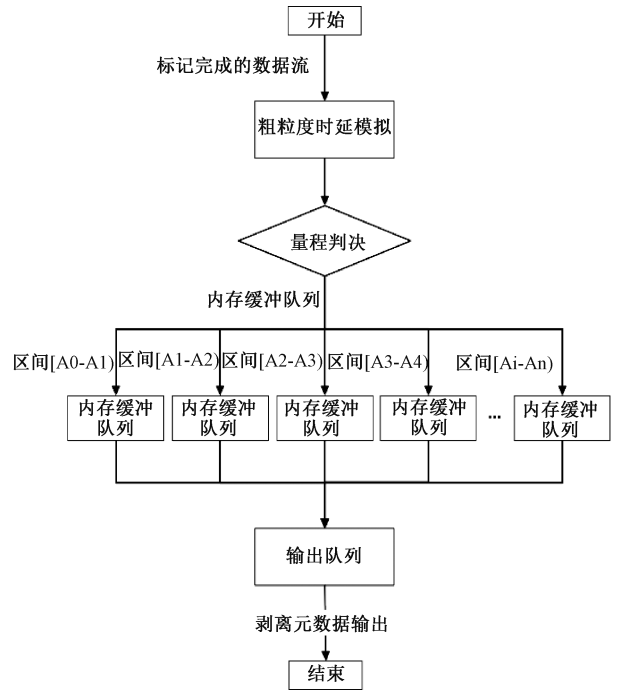 开始
标记完成的数据流
粗粒度时延模拟
量程判决
内存缓冲队列
区间[A0-A1)
区间[A1-A2)
区间[A2-A3)
区间[A3-A4)
区间[Ai-An)
内存缓冲
队列
内存缓冲
队列
内存缓冲
队列
内存缓冲
队列
...
内存缓冲
队列
输出队列
剥离元数据输出
结束